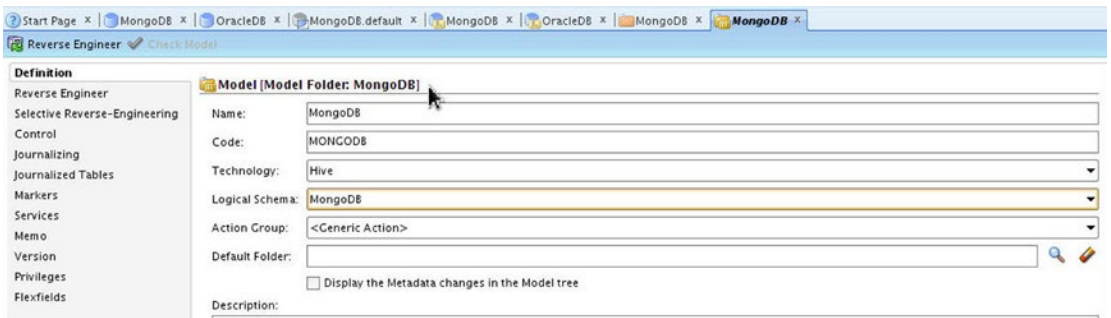 Start Page x MongoDB x OracleDB x MongoDB.default x MongoDB x OracleDB x MongoDB x MongoDB x
Reverse Engineer Check Model
Definition
Reverse Engineer
Selective Reverse-Engineering
Control
Journalizing
Journalized Tables
Markers
Services
Memo
Version
Privileges
Flexfields
Model [Model Folder: MongoDB]
Name: MongoDB
Code: MONGODB
Technology: Hive
Logical Schema: MongoDB
Action Group: <Generic Action>
Default Folder:
Display the Metadata changes in the Model tree
Description: